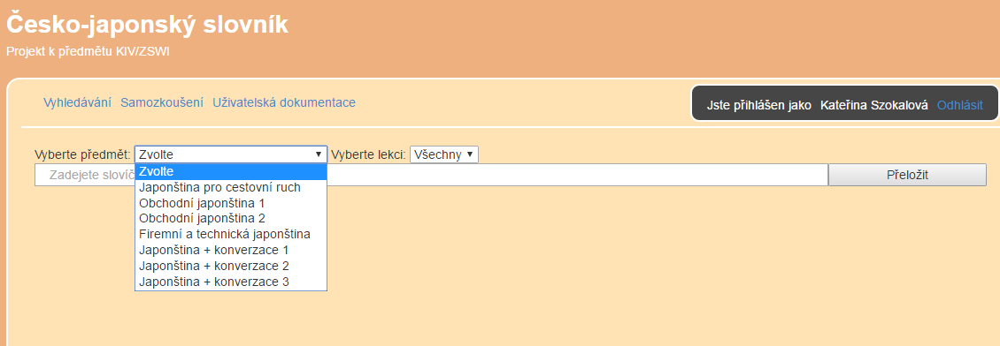 Česko-japonský slovník
Projekt k předmětu KIV/ZSWI
Vyhledávání Samozkoušení Uživatelská dokumentace
Jste přihlášen jako Kateřina Szokalová Odhlásit
Vyberte předmět: Zvolte Vyberte lekci: Všechny
Zadejete Přeložit
Zvolte
Japonština pro cestovní ruch
Obchodní japonština 1
Obchodní japonština 2
Firemní a technická japonština
Japonština + konverzace 1
Japonština + konverzace 2
Japonština + konverzace 3